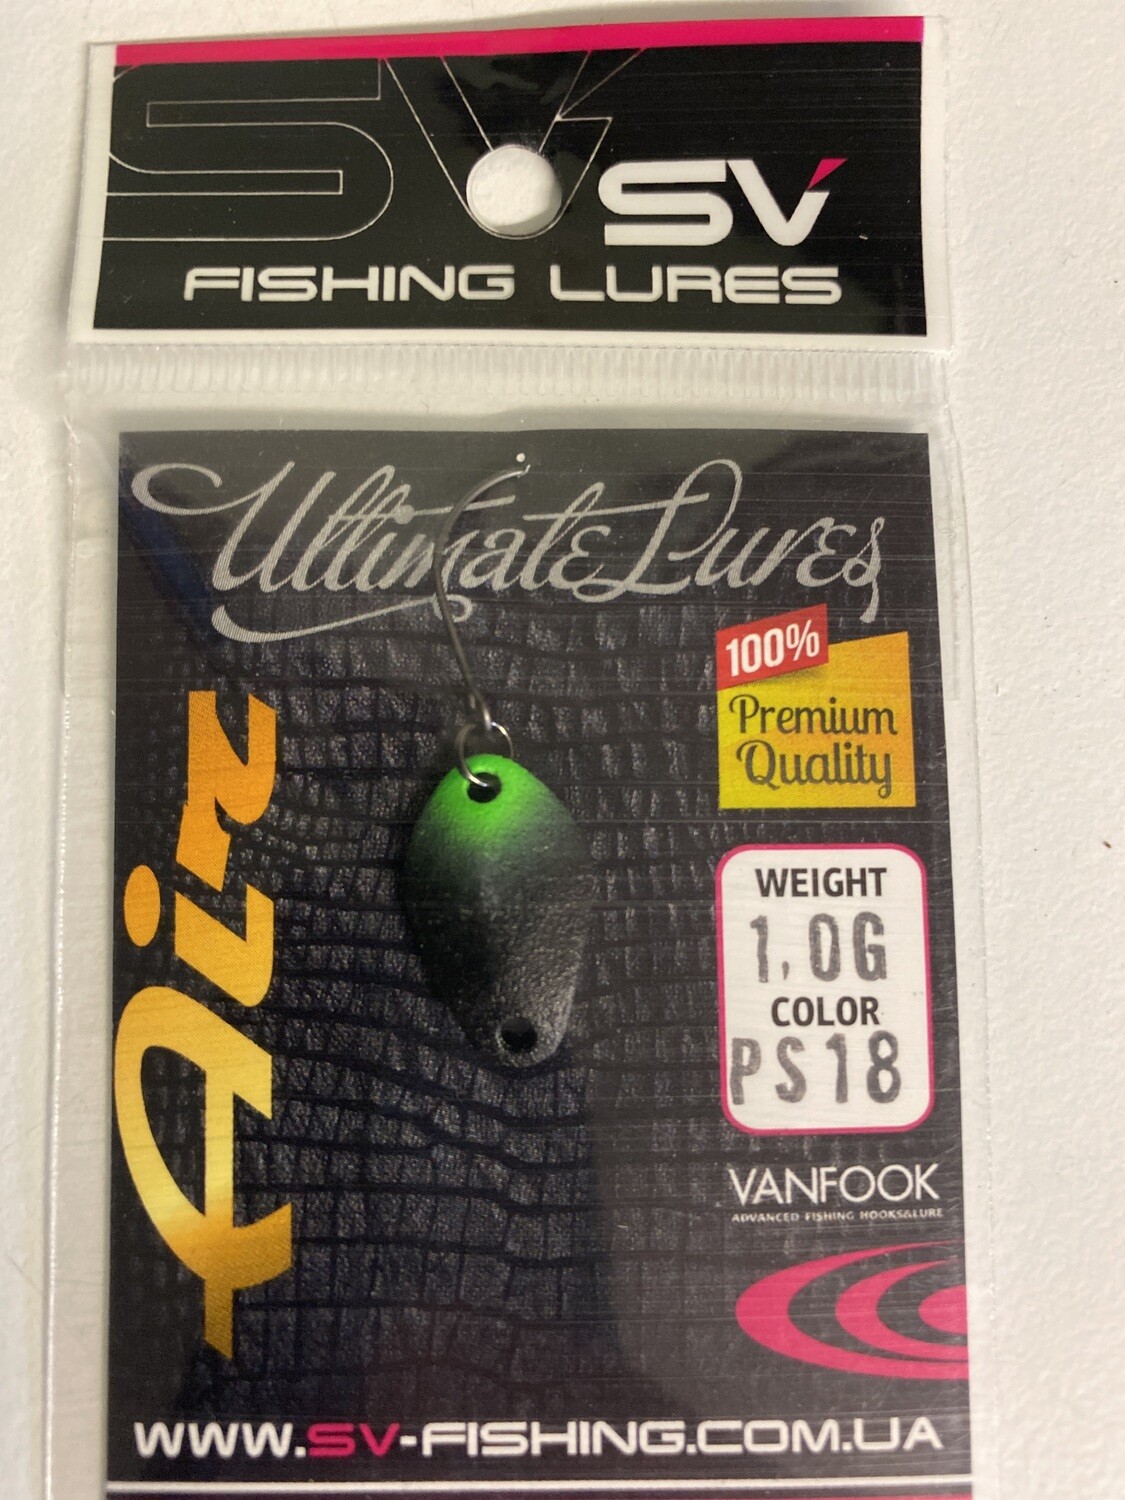 SV
SV
FISHING LURES
Ultimate Lures
100%
Premium
Quality
Air
WEIGHT
1,0G
COLOR
PS18
VANFOOK
ADVANCED FISHING HOOKS&LURE
WWW.SV-FISHING.COM.UA